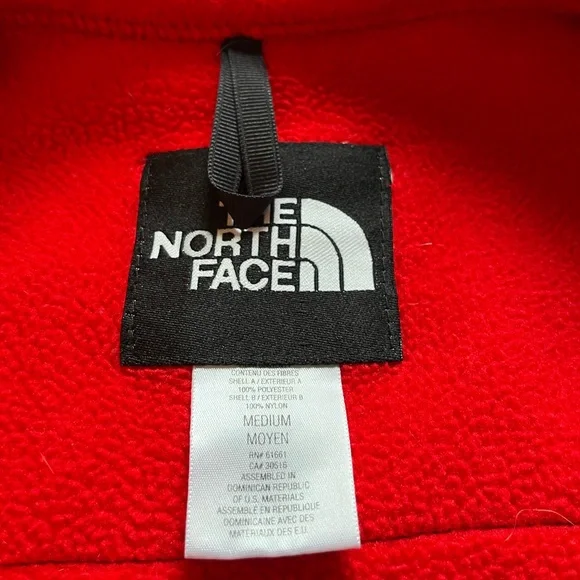 THE
NORTH
FACE
CONTENU DES FIBRES
SHELL A / EXTERIEUR A
100% POLYESTER
SHELL B / EXTERIEUR B
100% NYLON
MEDIUM
MOYEN
RN# 61661
CA# 30516
ASSEMBLED IN
DOMINICAN REPUBLIC
OF U.S. MATERIALS
ASSEMBLÉ EN RÉPUBLIQUE
DOMINICAINE AVEC DES
MATERIALES DES E.U.